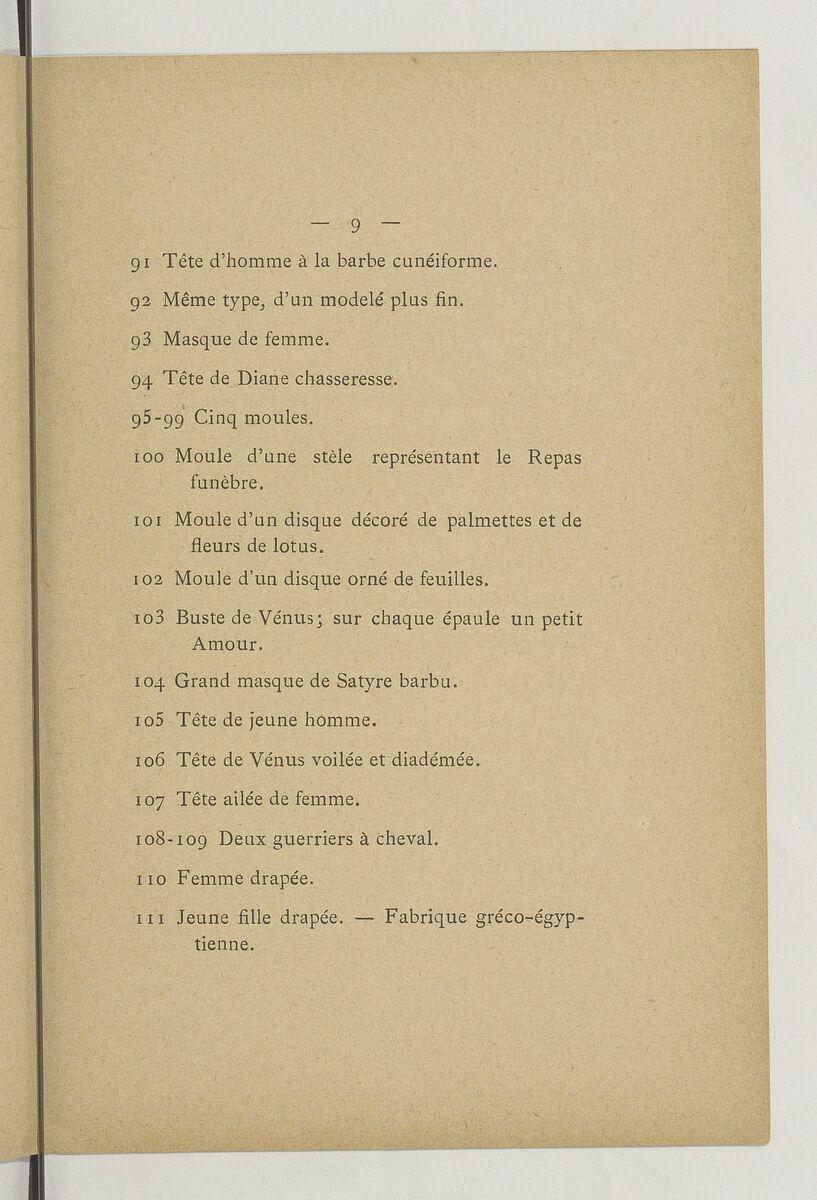 — 9 —
91 Tête d'homme à la barbe cunéiforme.
92 Même type, d'un modelé plus fin.
93 Masque de femme.
94 Tête de Diane chasseresse.
95-99 Cinq moules.
100 Moule d'une stèle représentant le Repas
funèbre.
101 Moule d'un disque décoré de palmettes et de
fleurs de lotus.
102 Moule d'un disque orné de feuilles.
103 Buste de Vénus; sur chaque épaule un petit
Amour.
104 Grand masque de Satyre barbu.
105 Tête de jeune homme.
106 Tête de Vénus voilée et diadémée.
107 Tête ailée de femme.
108-109 Deux guerriers à cheval.
110 Femme drapée.
111 Jeune fille drapée. — Fabrique gréco-égyp-
tienne.